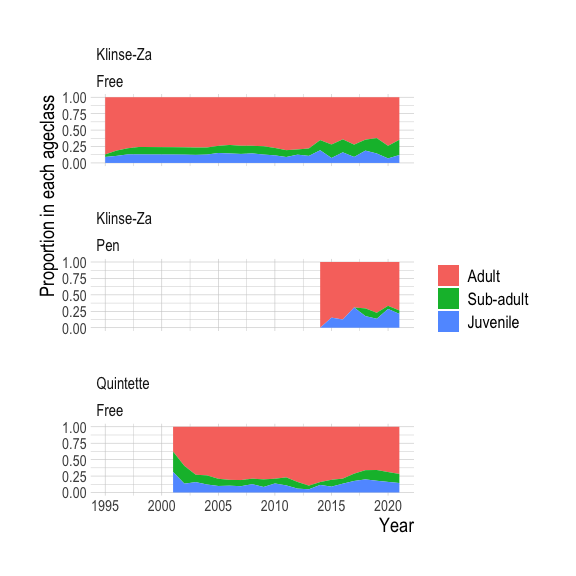 Klinse-Za
Free
1.00
0.75
0.50
0.25
0.00
Proportion in each ageclass
Klinse-Za
Pen
1.00
0.75
0.50
0.25
0.00
Adult
Sub-adult
Juvenile
Quintette
Free
1.00
0.75
0.50
0.25
0.00
1995 2000 2005 2010 2015 2020
Year